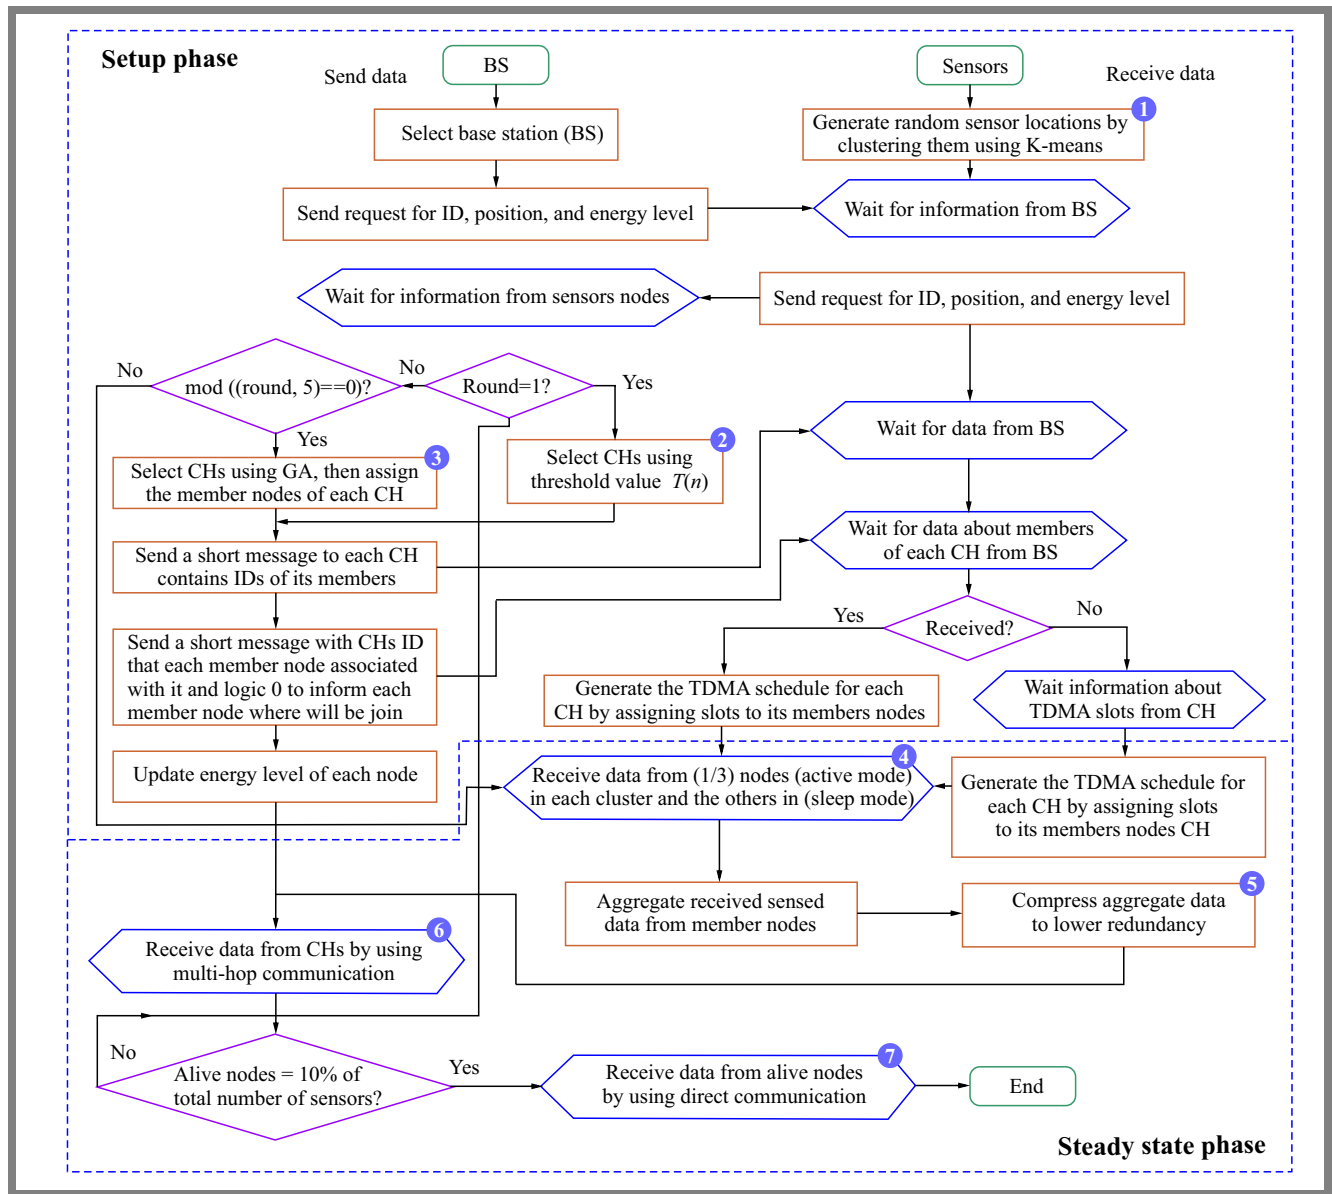 Setup phase
Send data
BS
Sensors
Receive data
Select base station (BS)
1
Generate random sensor locations by
clustering them using K-means
Send request for ID, position, and energy level
Wait for information from BS
Wait for information from sensors nodes
Send request for ID, position, and energy level
No
mod ((round, 5)==0)?
No
Round=1?
Yes
Yes
Wait for data from BS
3
Select CHs using GA, then assign
the member nodes of each CH
2
Select CHs using
threshold value T(n)
Wait for data about members
of each CH from BS
Send a short message to each CH
contains IDs of its members
Yes
Received?
No
Send a short message with CHs ID
that each member node associated
with it and logic 0 to inform each
member node where will be join
Generate the TDMA schedule for each
CH by assigning slots to its members nodes
Wait information about
TDMA slots from CH
Update energy level of each node
4
Receive data from (1/3) nodes (active mode)
in each cluster and the others in (sleep mode)
Generate the TDMA schedule for
each CH by assigning slots
to its members nodes CH
Aggregate received sensed
data from member nodes
5
Compress aggregate data
to lower redundancy
6
Receive data from CHs by using
multi-hop communication
No
Alive nodes = 10% of
total number of sensors?
Yes
7
Receive data from alive nodes
by using direct communication
End
Steady state phase